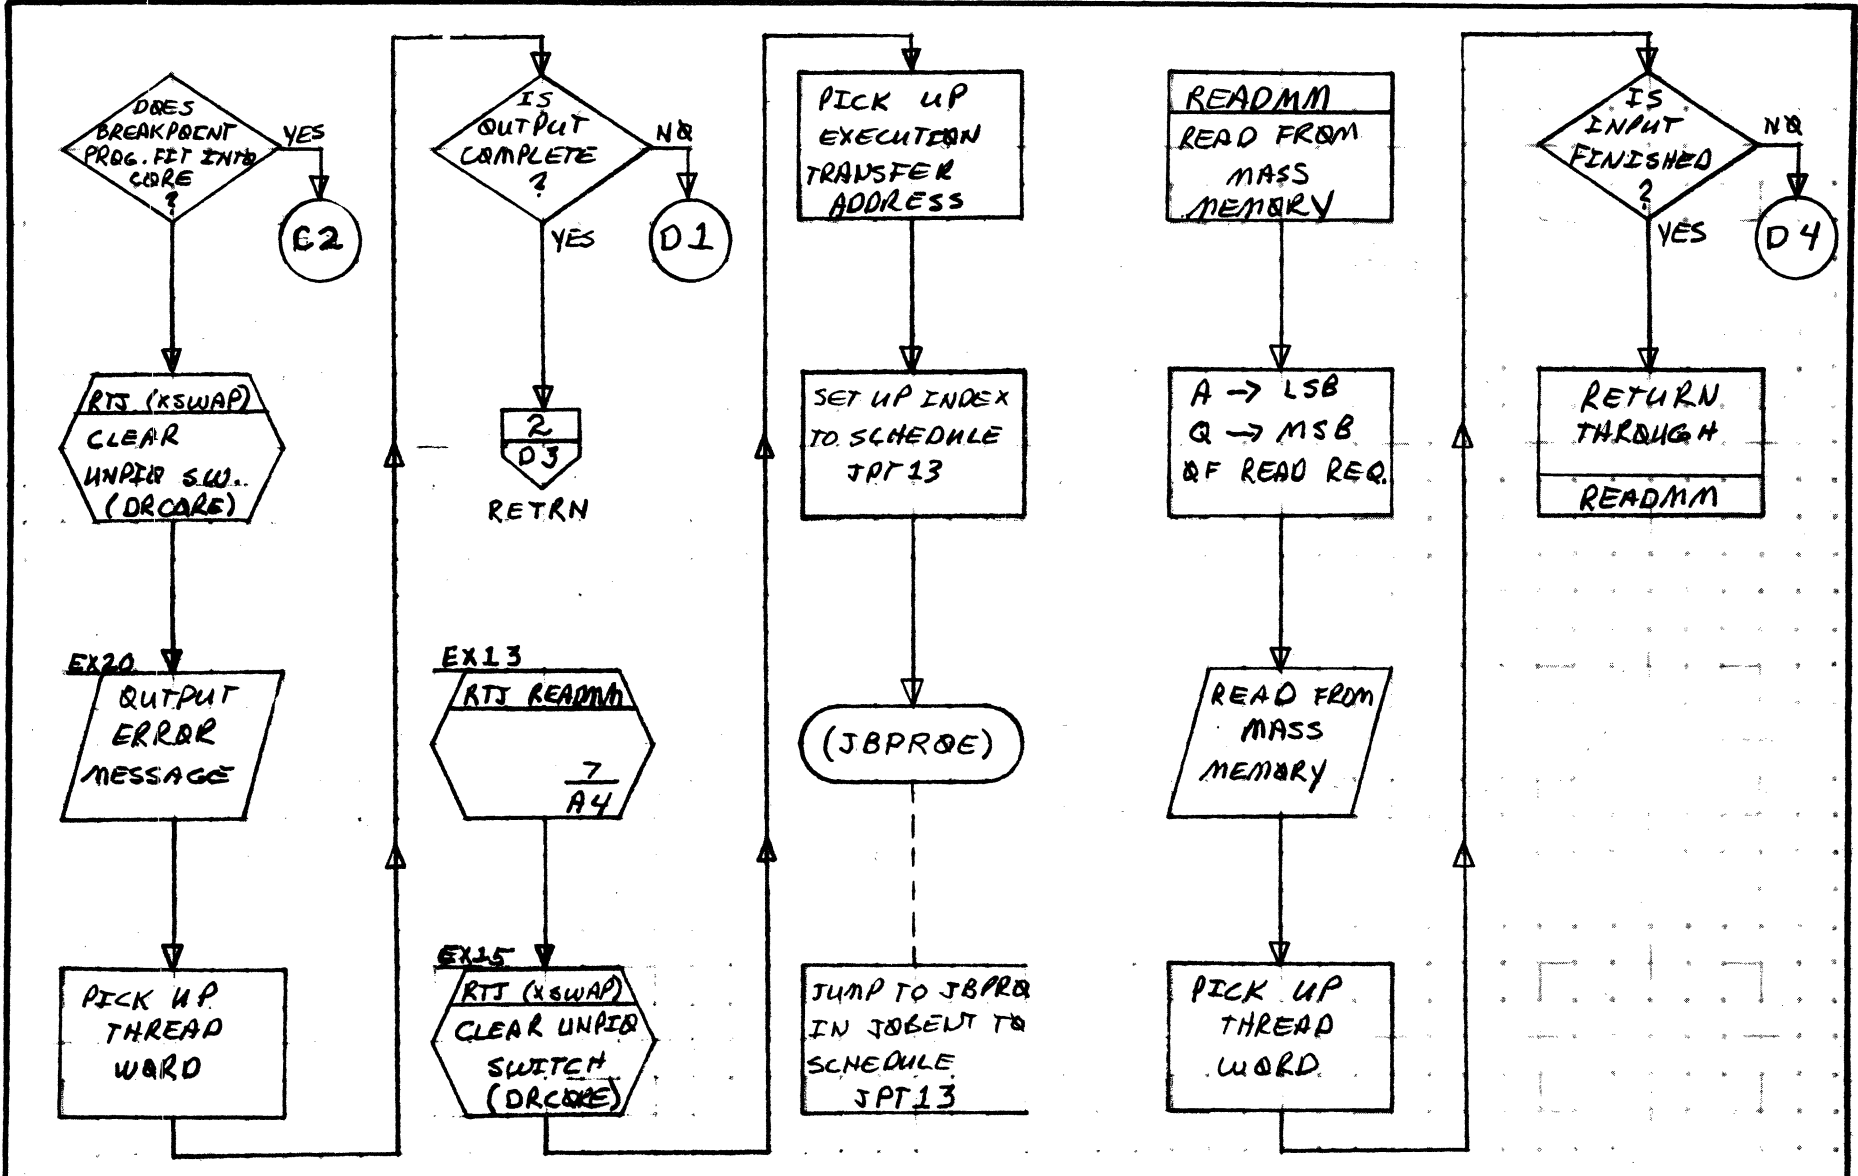 DOES
BREAKPOINT
PROG. FIT INTO
CORE
?
YES
C2
RTJ (XSWAP)
CLEAR
UNPIO SW.
(DRCORE)
EX20
OUTPUT
ERROR
MESSAGE
PICK UP
THREAD
WORD
IS
OUTPUT
COMPLETE
?
NO
D1
YES
2
D3
RETRN
EX13
RTJ READMM
7
A4
EX15
RTJ (XSWAP)
CLEAR UNPIO
SWITCH
(DRCORE)
PICK UP
EXECUTION
TRANSFER
ADDRESS
SET UP INDEX
TO SCHEDULE
JPT13
(JBPROE)
JUMP TO JBPRO
IN JOBENT TO
SCHEDULE
JPT13
READMM
READ FROM
MASS
MEMORY
A → LSB
Q → MSB
OF READ REQ.
READ FROM
MASS
MEMORY
PICK UP
THREAD
WORD
IS
INPUT
FINISHED
?
NO
D4
YES
RETURN
THROUGH
READMM